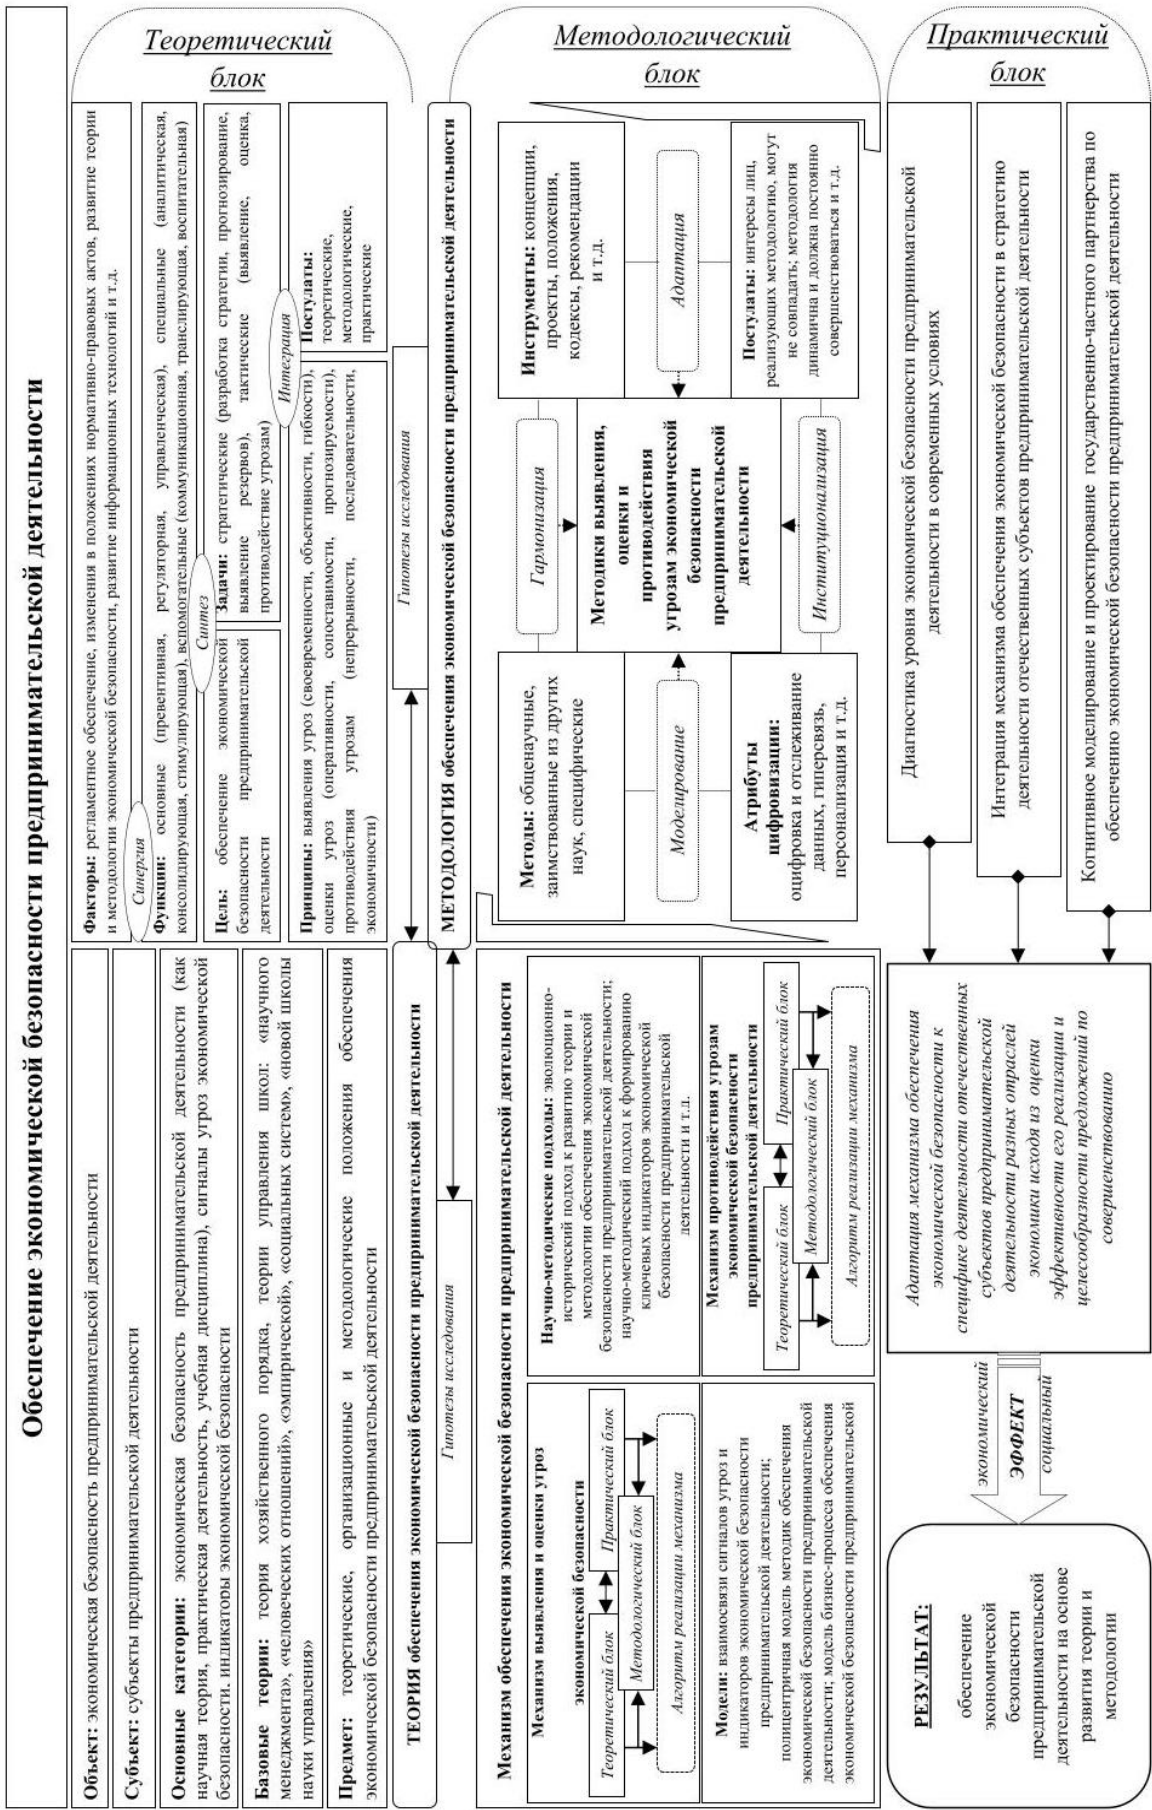 Обеспечение экономической безопасности предпринимательской деятельности
Теоретический
блок
Объект: экономическая безопасность предпринимательской деятельности
Субъект: субъекты предпринимательской деятельности
Основные категории: экономическая безопасность предпринимательской деятельности (как
научная теория, практическая деятельность, учебная дисциплина), сигналы угроз экономической
безопасности. индикаторы экономической безопасности
Базовые теории: теория хозяйственного порядка, теории управления школ: «научного
менеджмента», «человеческих отношений», «эмпирической», «социальных систем», «новой школы
науки управления»
Предмет: теоретические, организационные и методологические положения обеспечения
экономической безопасности предпринимательской деятельности
Факторы: регламентное обеспечение, изменения в положениях нормативно-правовых актов, развитие теории
и методологии экономической безопасности, развитие информационных технологий и т.д.
Синергия
Функции: основные (превентивная, регуляторная, управленческая), специальные (аналитическая,
консолидирующая, стимулирующая), вспомогательные (коммуникационная, транслирующая, воспитательная)
Синтез
Цель: обеспечение экономической
безопасности предпринимательской
деятельности
Задачи: стратегические (разработка стратегии, прогнозирование,
выявление резервов), тактические (выявление, оценка,
противодействие угрозам)
Интеграция
Принципы: выявления угроз (своевременности, объективности, гибкости),
оценки угроз (оперативности, сопоставимости, прогнозируемости),
противодействия угрозам (непрерывности, последовательности,
экономичности)
Постулаты:
теоретические,
методологические,
практические
ТЕОРИЯ обеспечения экономической безопасности предпринимательской деятельности
Гипотезы исследования
Гипотезы исследования
МЕТОДОЛОГИЯ обеспечения экономической безопасности предпринимательской деятельности
Методологический
блок
Механизм обеспечения экономической безопасности предпринимательской деятельности
Механизм выявления и оценки угроз
экономической безопасности
Теоретический блок
Практический блок
Методологический блок
Алгоритм реализации механизма
Научно-методические подходы: эволюционно-
исторический подход к развитию теории и
методологии обеспечения экономической
безопасности предпринимательской деятельности;
научно-методический подход к формированию
ключевых индикаторов экономической
безопасности предпринимательской
деятельности и т.д.
Модели: взаимосвязи сигналов угроз и
индикаторов экономической безопасности
предпринимательской деятельности;
полицентричная модель методик обеспечения
экономической безопасности предпринимательской
деятельности; модель бизнес-процесса обеспечения
экономической безопасности предпринимательской
Механизм противодействия угрозам
экономической безопасности
предпринимательской деятельности
Теоретический блок
Практический блок
Методологический блок
Алгоритм реализации механизма
Методы: общенаучные,
заимствованные из других
наук, специфические
Гармонизация
Инструменты: концепции,
проекты, положения,
кодексы, рекомендации
и т.д.
Моделирование
Методики выявления,
оценки и
противодействия
угрозам экономической
безопасности
предпринимательской
деятельности
Адаптация
Атрибуты
цифровизации:
оцифровка и отслеживание
данных, гиперсвязь,
персонализация и т.д.
Институционализация
Постулаты: интересы лиц,
реализующих методологию, могут
не совпадать; методология
динамична и должна постоянно
совершенствоваться и т.д.
Практический
блок
Диагностика уровня экономической безопасности предпринимательской
деятельности в современных условиях
Интеграция механизма обеспечения экономической безопасности в стратегию
деятельности отечественных субъектов предпринимательской деятельности
Когнитивное моделирование и проектирование государственно-частного партнерства по
обеспечению экономической безопасности предпринимательской деятельности
Адаптация механизма обеспечения
экономической безопасности к
специфике деятельности отечественных
субъектов предпринимательской
деятельности разных отраслей
экономики исходя из оценки
эффективности его реализации и
целесообразности предложений по
совершенствованию
экономический
ЭФФЕКТ
социальный
РЕЗУЛЬТАТ:
обеспечение
экономической
безопасности
предпринимательской
деятельности на основе
развития теории и
методологии